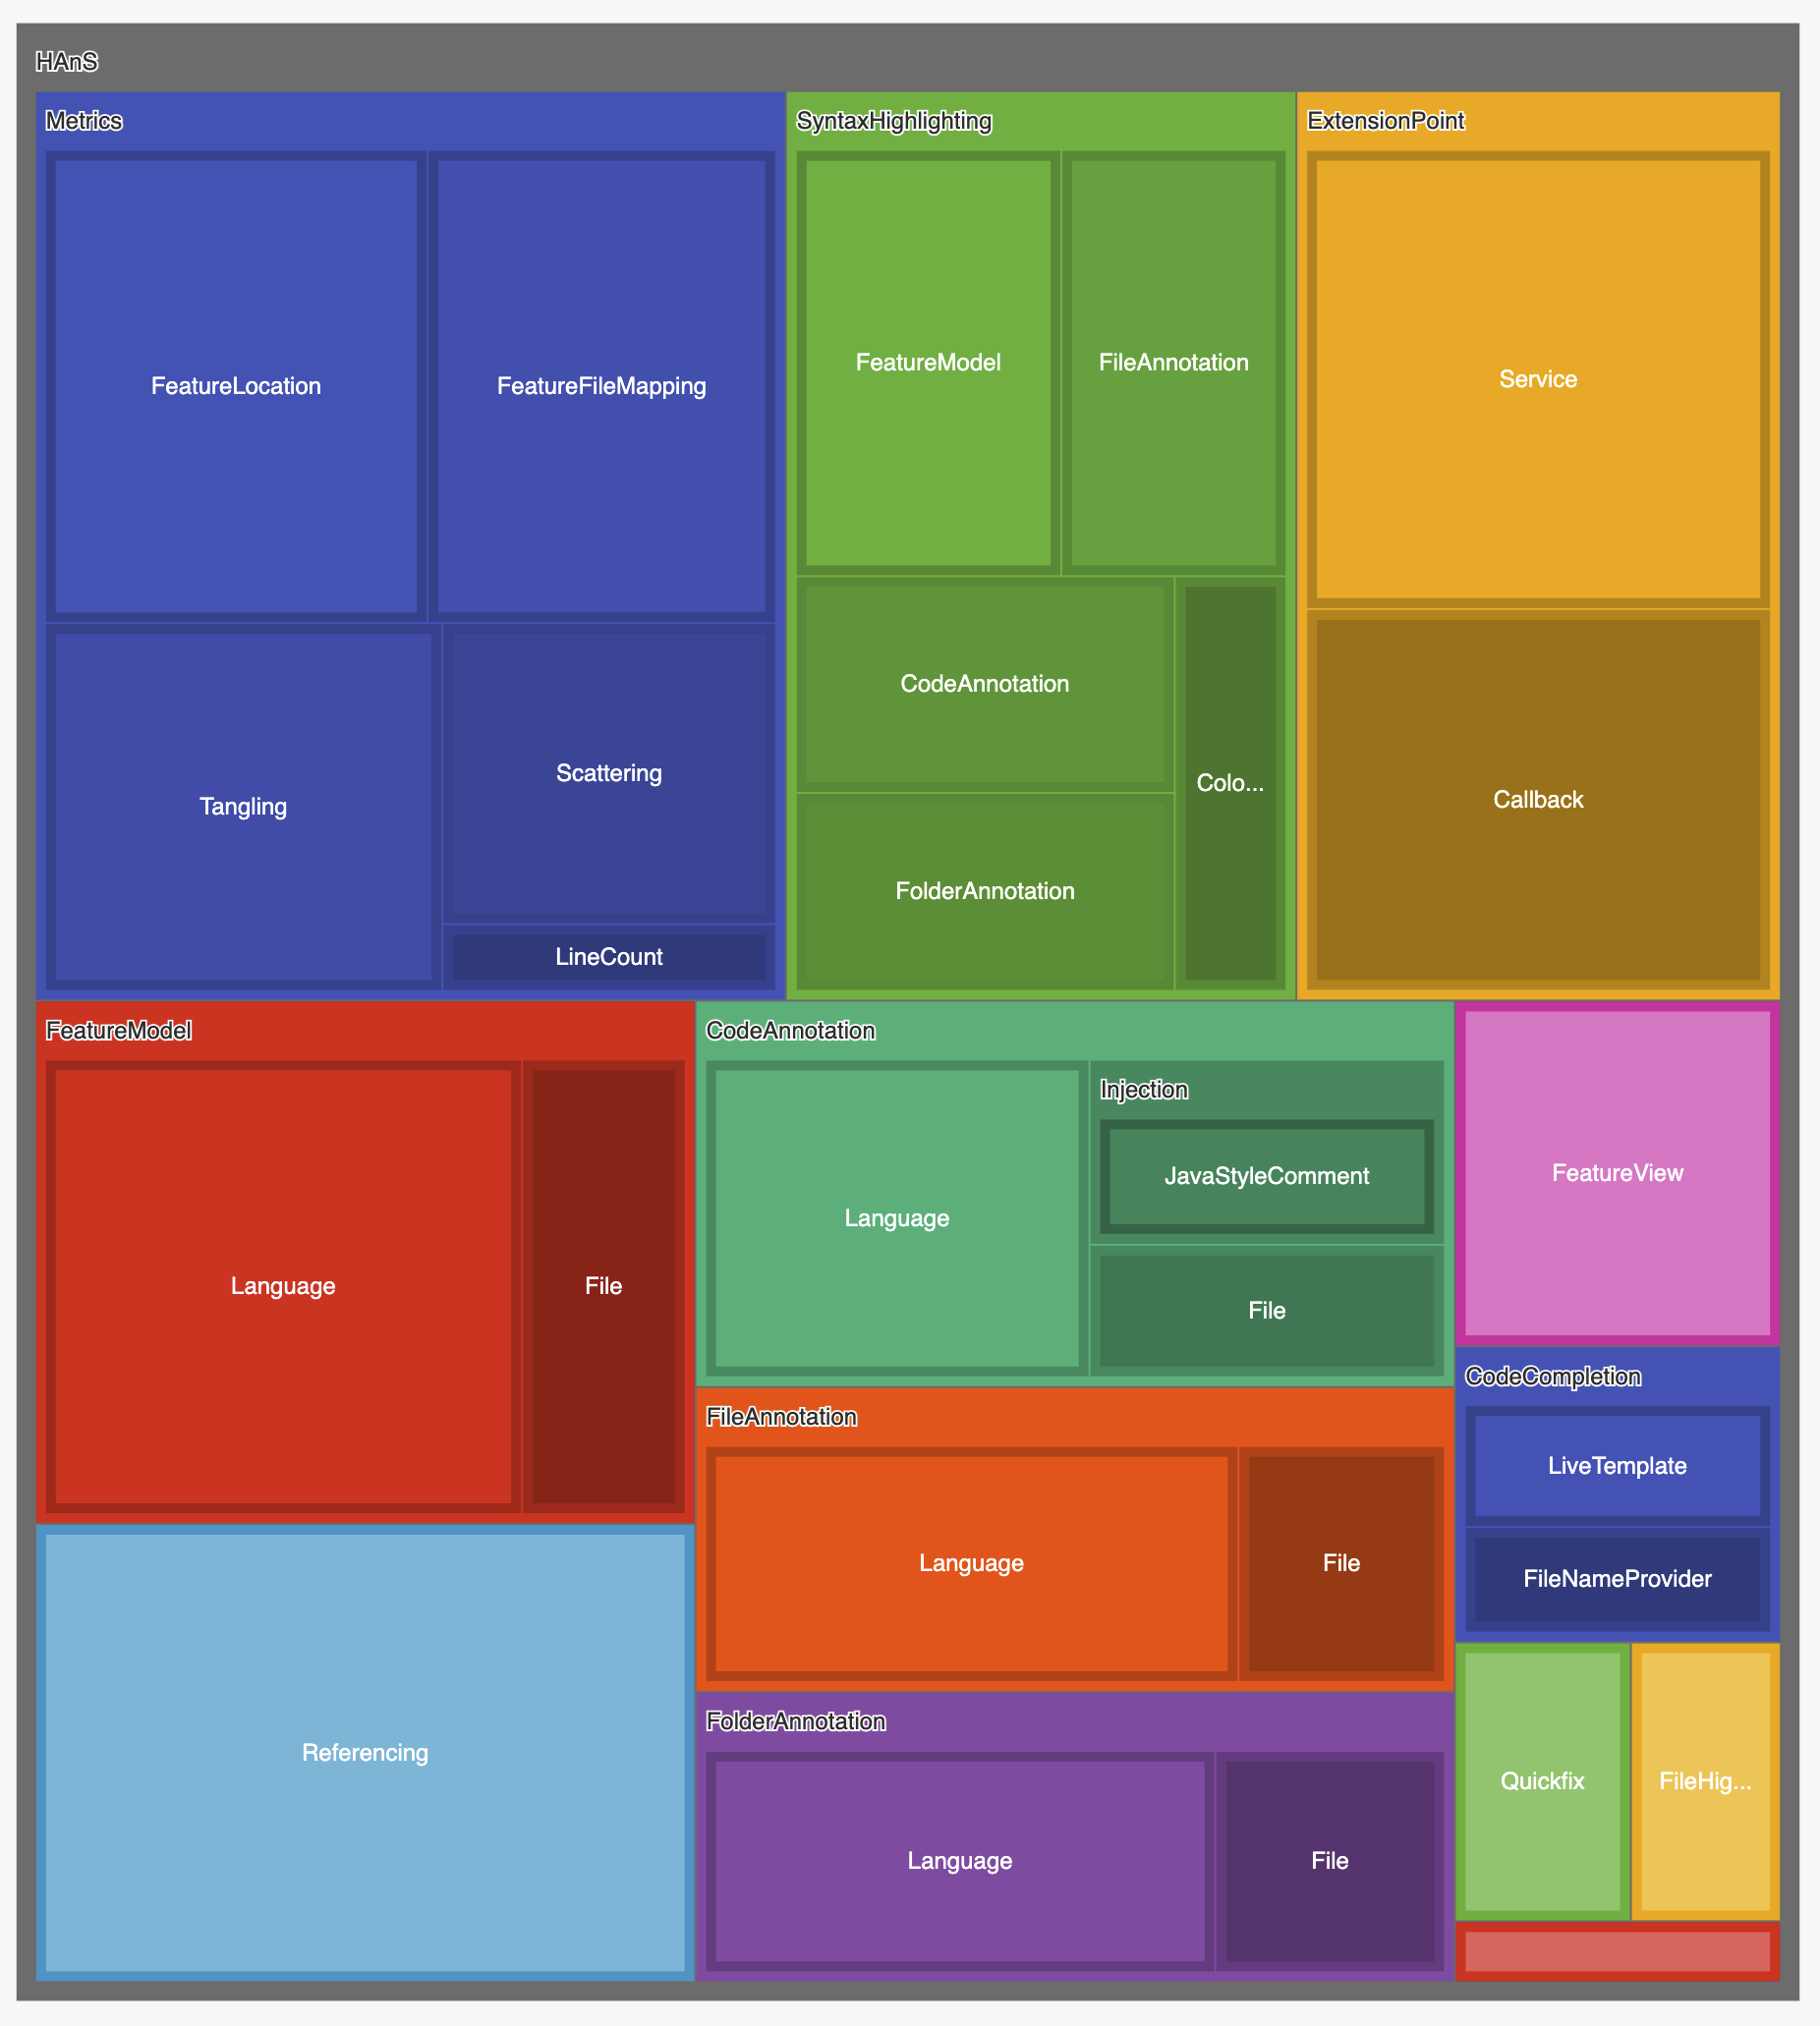 HAnS
Metrics
FeatureLocation
FeatureFileMapping
Tangling
Scattering
LineCount
SyntaxHighlighting
FeatureModel
FileAnnotation
CodeAnnotation
Colo...
FolderAnnotation
ExtensionPoint
Service
Callback
FeatureModel
Language
File
Referencing
CodeAnnotation
Language
Injection
JavaStyleComment
File
FileAnnotation
Language
File
FolderAnnotation
Language
File
FeatureView
CodeCompletion
LiveTemplate
FileNameProvider
Quickfix
FileHig...